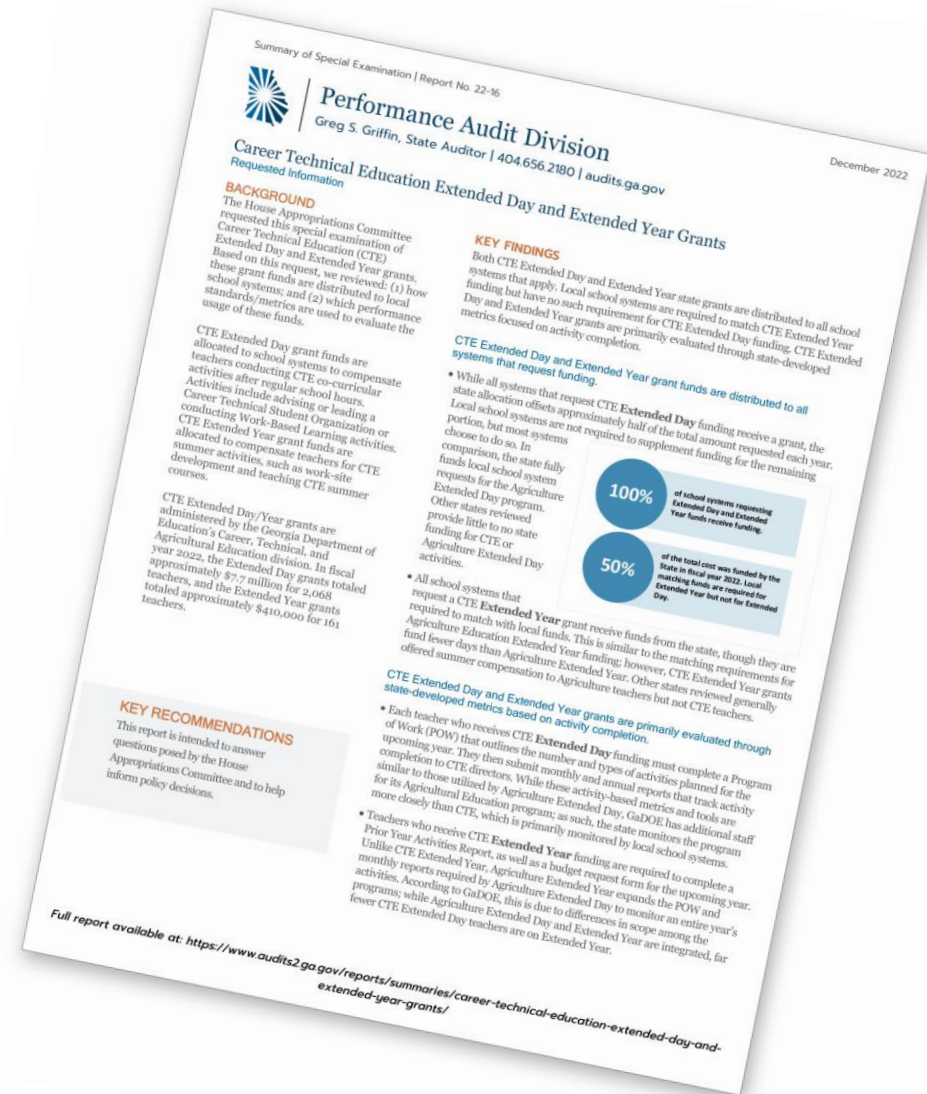 Summary of Special Examination | Report No. 22-16
December 2022
Performance Audit Division
Greg S. Griffin, State Auditor | 404.656.2180 | audits.ga.gov
Career Technical Education Extended Day and Extended Year Grants
Requested Information
BACKGROUND
The House Appropriations Committee
requested this special examination of
Career Technical Education (CTE)
Extended Day and Extended Year grants.
Based on this request, we reviewed: (1) how
these grant funds are distributed to local
school systems; and (2) which performance
standards/metrics are used to evaluate the
usage of these funds.
CTE Extended Day grant funds are
allocated to school systems to compensate
teachers conducting CTE co-curricular
activities after regular school hours.
Activities include advising or leading a
Career Technical Student Organization or
conducting Work-Based Learning activities.
CTE Extended Year grant funds are
allocated to compensate teachers for CTE
summer activities, such as work-site
development and teaching CTE summer
courses.
CTE Extended Day/Year grants are
administered by the Georgia Department of
Education's Career, Technical, and
Agricultural Education division. In fiscal
year 2022, the Extended Day grants totaled
approximately $7.7 million for 2,068
teachers, and the Extended Year grants
totaled approximately $410,000 for 161
teachers.
KEY RECOMMENDATIONS
This report is intended to answer
questions posed by the House
Appropriations Committee and to help
inform policy decisions.
KEY FINDINGS
Both CTE Extended Day and Extended Year state grants are distributed to all school
systems that apply. Local school systems are required to match CTE Extended Year
funding but have no such requirement for CTE Extended Day funding. CTE Extended
Day and Extended Year grants are primarily evaluated through state-developed
metrics focused on activity completion.
CTE Extended Day and Extended Year grant funds are distributed to all
systems that request funding.
• While all systems that request CTE Extended Day funding receive a grant, the
state allocation offsets approximately half of the total amount requested each year.
Local school systems are not required to supplement funding for the remaining
portion, but most systems
choose to do so. In
comparison, the state fully
funds local school system
requests for the Agriculture
Extended Day program.
Other states reviewed
provide little to no state
funding for CTE or
Agriculture Extended Day
activities.
100%
of school systems requesting
Extended Day and Extended
Year funds receive funding.
50%
of the total cost was funded by the
State in fiscal year 2022. Local
matching funds are required for
Extended Year but not for Extended
Day.
• All school systems that
request a CTE Extended Year grant receive funds from the state, though they are
required to match with local funds. This is similar to the matching requirements for
Agriculture Education Extended Year funding; however, CTE Extended Year grants
fund fewer days than Agriculture Extended Year. Other states reviewed generally
offered summer compensation to Agriculture teachers but not CTE teachers.
CTE Extended Day and Extended Year grants are primarily evaluated through
state-developed metrics based on activity completion.
• Each teacher who receives CTE Extended Day funding must complete a Program
of Work (POW) that outlines the number and types of activities planned for the
upcoming year. They then submit monthly and annual reports that track activity
completion to CTE directors. While these activity-based metrics and tools are
similar to those utilized by Agriculture Extended Day, GaDOE has additional staff
for its Agricultural Education program; as such, the state monitors the program
more closely than CTE, which is primarily monitored by local school systems.
• Teachers who receive CTE Extended Year funding are required to complete a
Prior Year Activities Report, as well as a budget request form for the upcoming year.
Unlike CTE Extended Year, Agriculture Extended Year expands the POW and
monthly reports required by Agriculture Extended Day to monitor an entire year's
activities. According to GaDOE, this is due to differences in scope among the
programs; while Agriculture Extended Day and Extended Year are integrated, far
fewer CTE Extended Day teachers are on Extended Year.
Full report available at: https://www.audits2.ga.gov/reports/summaries/career-technical-education-extended-day-and-
extended-year-grants/